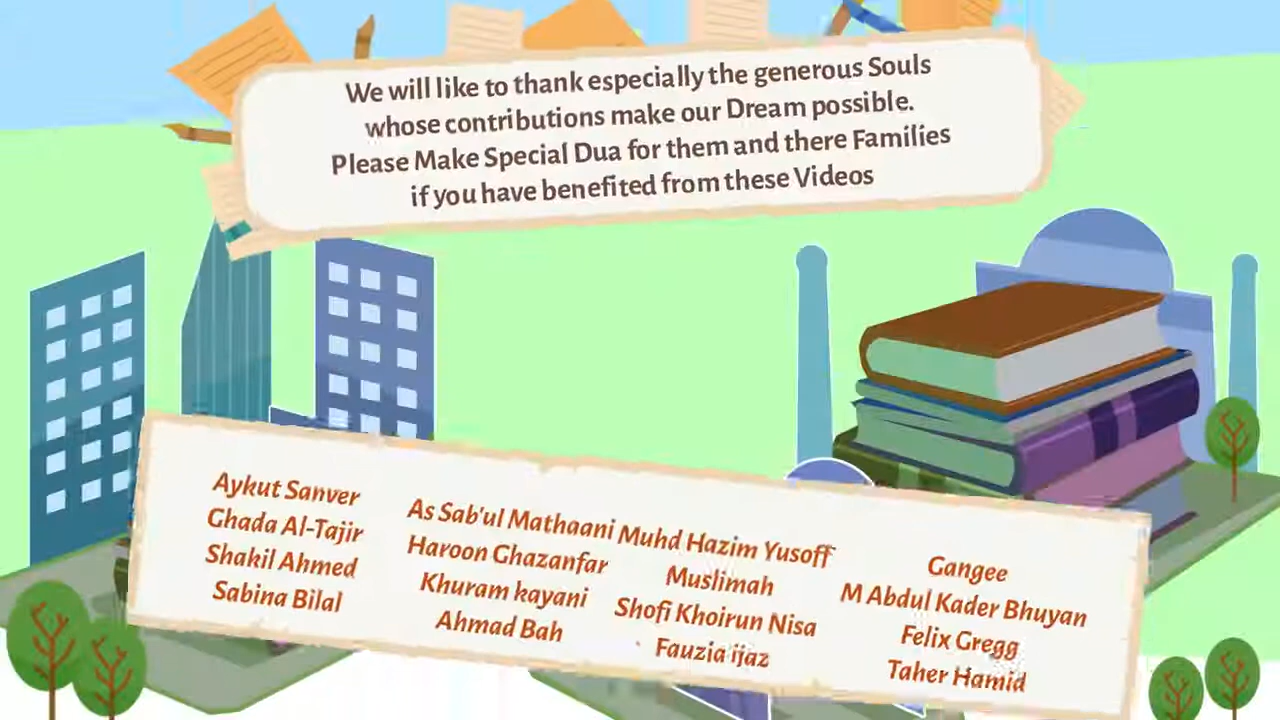 We will like to thank especially the generous Souls
whose contributions make our Dream possible.
Please Make Special Dua for them and there Families
if you have benefited from these Videos
Aykut Sanver
Ghada Al-Tajir
Shakil Ahmed
Sabina Bilal
As Sab'ul Mathaani
Haroon Ghazanfar
Khuram kayani
Ahmad Bah
Muhd Hazim Yusoff
Muslimah
Shofi Khoirun Nisa
Fauzia ijaz
Gangee
M Abdul Kader Bhuyan
Felix Gregg
Taher Hamid